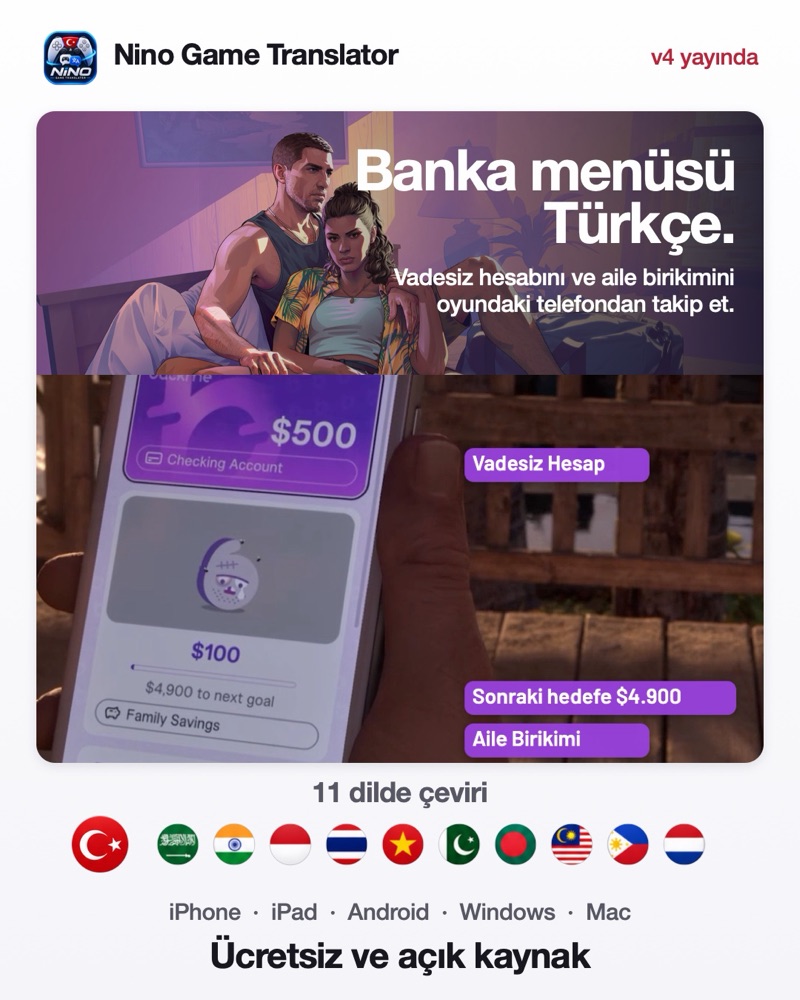 NiNO
Nino Game Translator
v4 yayında
Banka menüsü
Türkçe.
Vadesiz hesabını ve aile birikimini
oyundaki telefondan takip et.
$500
Checking Account
Vadesiz Hesap
$100
$4,900 to next goal
Sonraki hedefe $4.900
Family Savings
Aile Birikimi
11 dilde çeviri
iPhone · iPad · Android · Windows · Mac
Ücretsiz ve açık kaynak